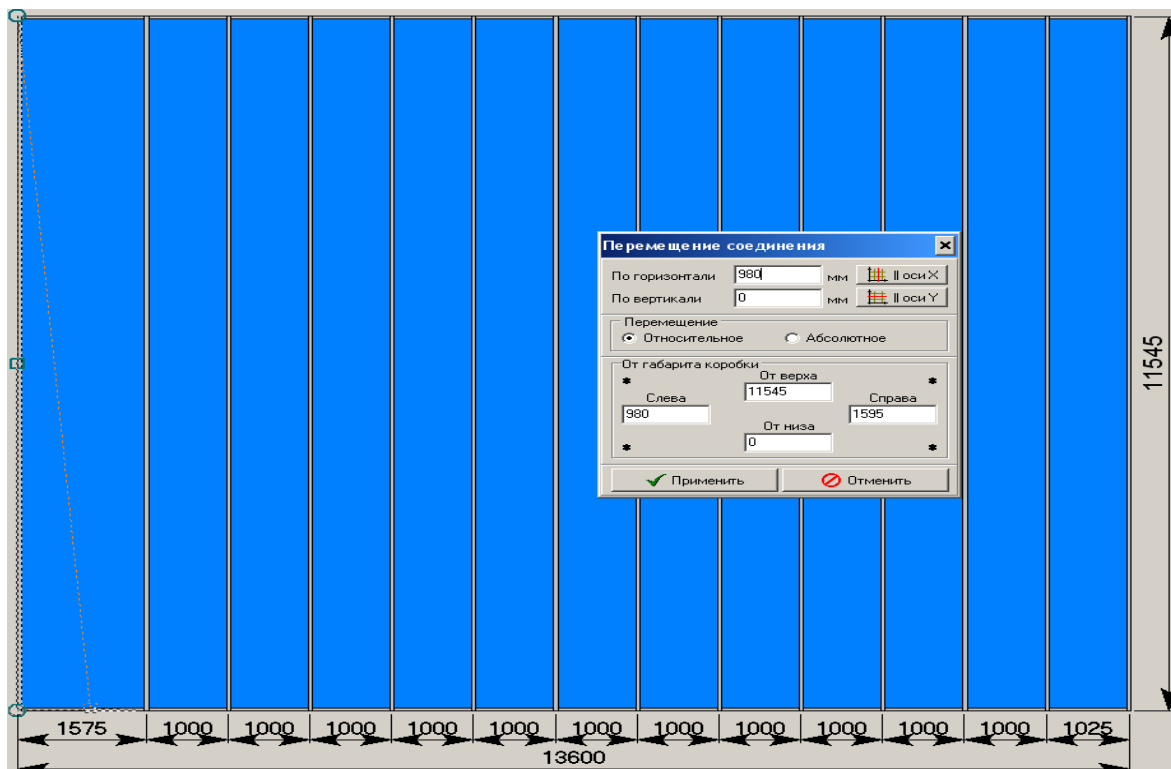 Перемещение соединения
По горизонтали 980 мм || оси X
По вертикали 0 мм || оси Y
Перемещение
Относительное Абсолютное
От габарита коробки
* От верха *
11545
Слева Справа
980 1595
От низа
* 0 *
Применить Отменить
11545
1575 1000 1000 1000 1000 1000 1000 1000 1000 1000 1000 1000 1025
13600